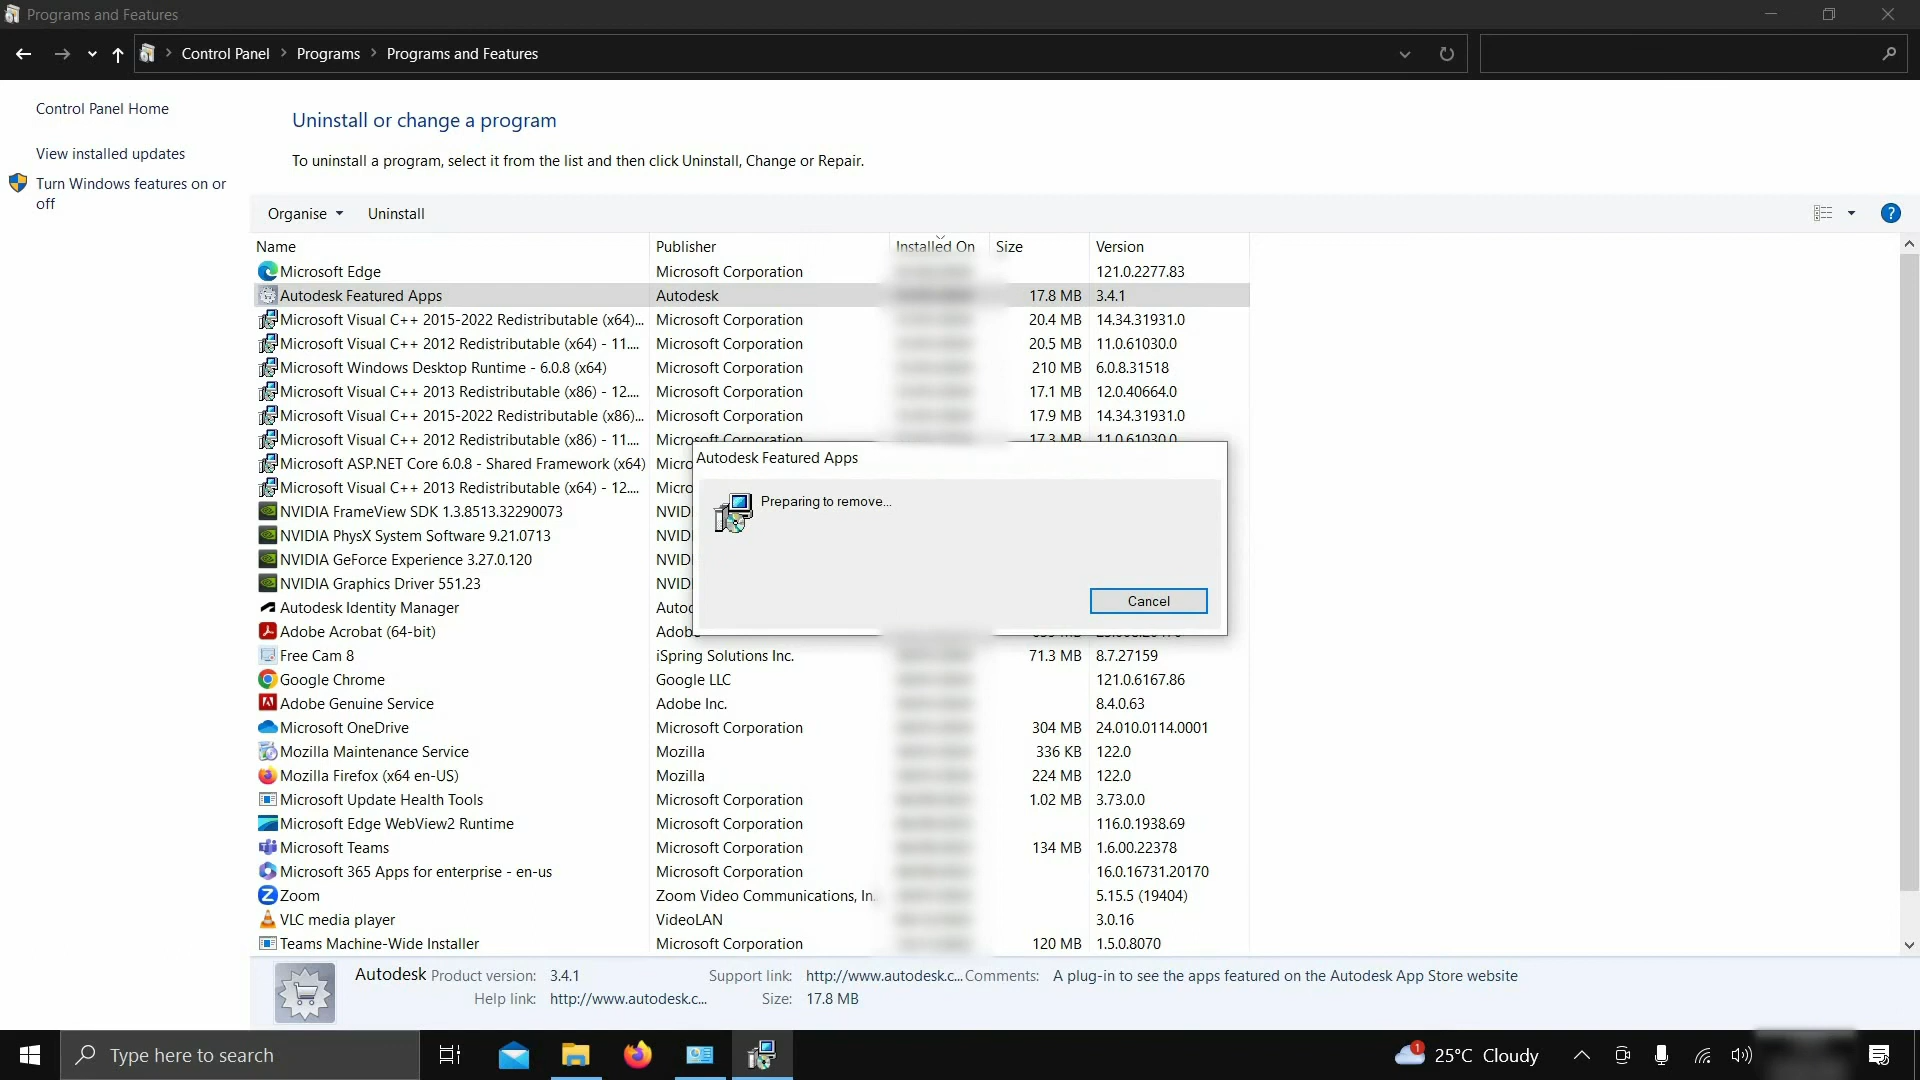 Programs and Features
Control Panel > Programs > Programs and Features
Control Panel Home
View installed updates
Turn Windows features on or
off
Uninstall or change a program
To uninstall a program, select it from the list and then click Uninstall, Change or Repair.
Organise Uninstall
Name Publisher Installed On Size Version
Microsoft Edge Microsoft Corporation 121.0.2277.83
Autodesk Featured Apps Autodesk 17.8 MB 3.4.1
Microsoft Visual C++ 2015-2022 Redistributable (x64)... Microsoft Corporation 20.4 MB 14.34.31931.0
Microsoft Visual C++ 2012 Redistributable (x64) - 11.... Microsoft Corporation 20.5 MB 11.0.61030.0
Microsoft Windows Desktop Runtime - 6.0.8 (x64) Microsoft Corporation 210 MB 6.0.8.31518
Microsoft Visual C++ 2013 Redistributable (x86) - 12.... Microsoft Corporation 17.1 MB 12.0.40664.0
Microsoft Visual C++ 2015-2022 Redistributable (x86)... Microsoft Corporation 17.9 MB 14.34.31931.0
Microsoft Visual C++ 2012 Redistributable (x86) - 11.... Microsoft Corporation 17.3 MB 11.0.61030.0
Microsoft ASP.NET Core 6.0.8 - Shared Framework (x64) Micro
Microsoft Visual C++ 2013 Redistributable (x64) - 12.... Micro
NVIDIA FrameView SDK 1.3.8513.32290073 NVID
NVIDIA PhysX System Software 9.21.0713 NVID
NVIDIA GeForce Experience 3.27.0.120 NVID
NVIDIA Graphics Driver 551.23 NVID
Autodesk Identity Manager Autod
Adobe Acrobat (64-bit) Adobe
Free Cam 8 iSpring Solutions Inc. 71.3 MB 8.7.27159
Google Chrome Google LLC 121.0.6167.86
Adobe Genuine Service Adobe Inc. 8.4.0.63
Microsoft OneDrive Microsoft Corporation 304 MB 24.010.0114.0001
Mozilla Maintenance Service Mozilla 336 KB 122.0
Mozilla Firefox (x64 en-US) Mozilla 224 MB 122.0
Microsoft Update Health Tools Microsoft Corporation 1.02 MB 3.73.0.0
Microsoft Edge WebView2 Runtime Microsoft Corporation 116.0.1938.69
Microsoft Teams Microsoft Corporation 134 MB 1.6.00.22378
Microsoft 365 Apps for enterprise - en-us Microsoft Corporation 16.0.16731.20170
Zoom Zoom Video Communications, In... 5.15.5 (19404)
VLC media player VideoLAN 3.0.16
Teams Machine-Wide Installer Microsoft Corporation 120 MB 1.5.0.8070
Autodesk Featured Apps
Preparing to remove...
Cancel
Autodesk Product version: 3.4.1 Support link: http://www.autodesk.c... Comments: A plug-in to see the apps featured on the Autodesk App Store website
Help link: http://www.autodesk.c... Size: 17.8 MB
Type here to search
1
25°C Cloudy